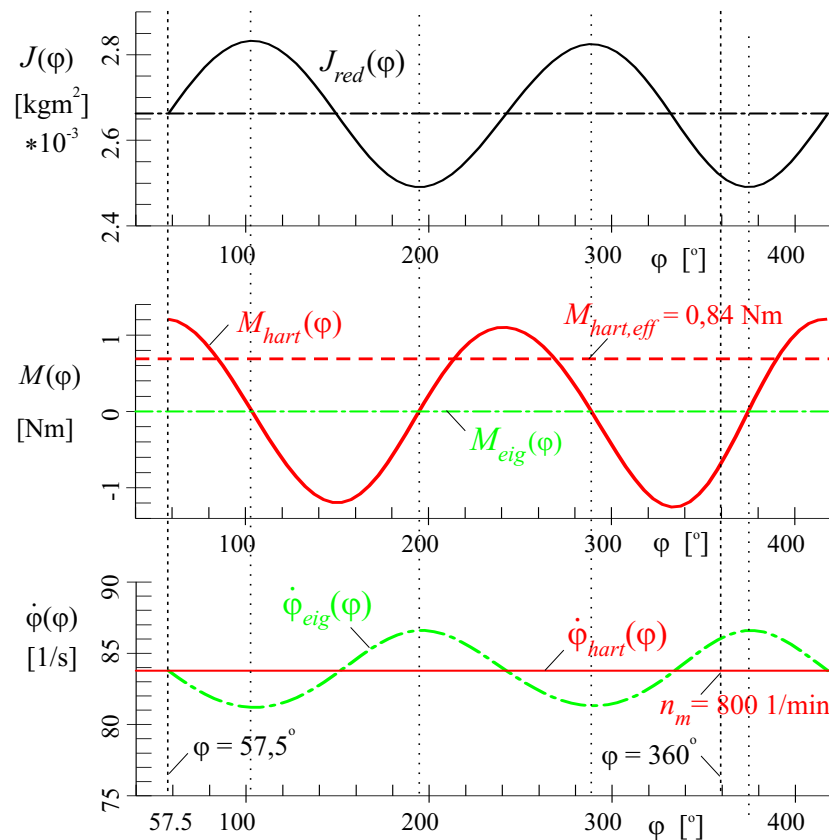 J(φ)
[kgm²]
*10⁻³
2.8
2.6
2.4
J_red(φ)
100 200 300 400
φ [°]
M(φ)
[Nm]
1
0
-1
M_hart(φ)
M_hart,eff = 0,84 Nm
M_eig(φ)
100 200 300 400
φ [°]
φ̇(φ)
[1/s]
90
85
80
75
φ̇_eig(φ)
φ̇_hart(φ)
n_m = 800 1/min
φ = 57,5°
φ = 360°
57.5 100 200 300 400
φ [°]